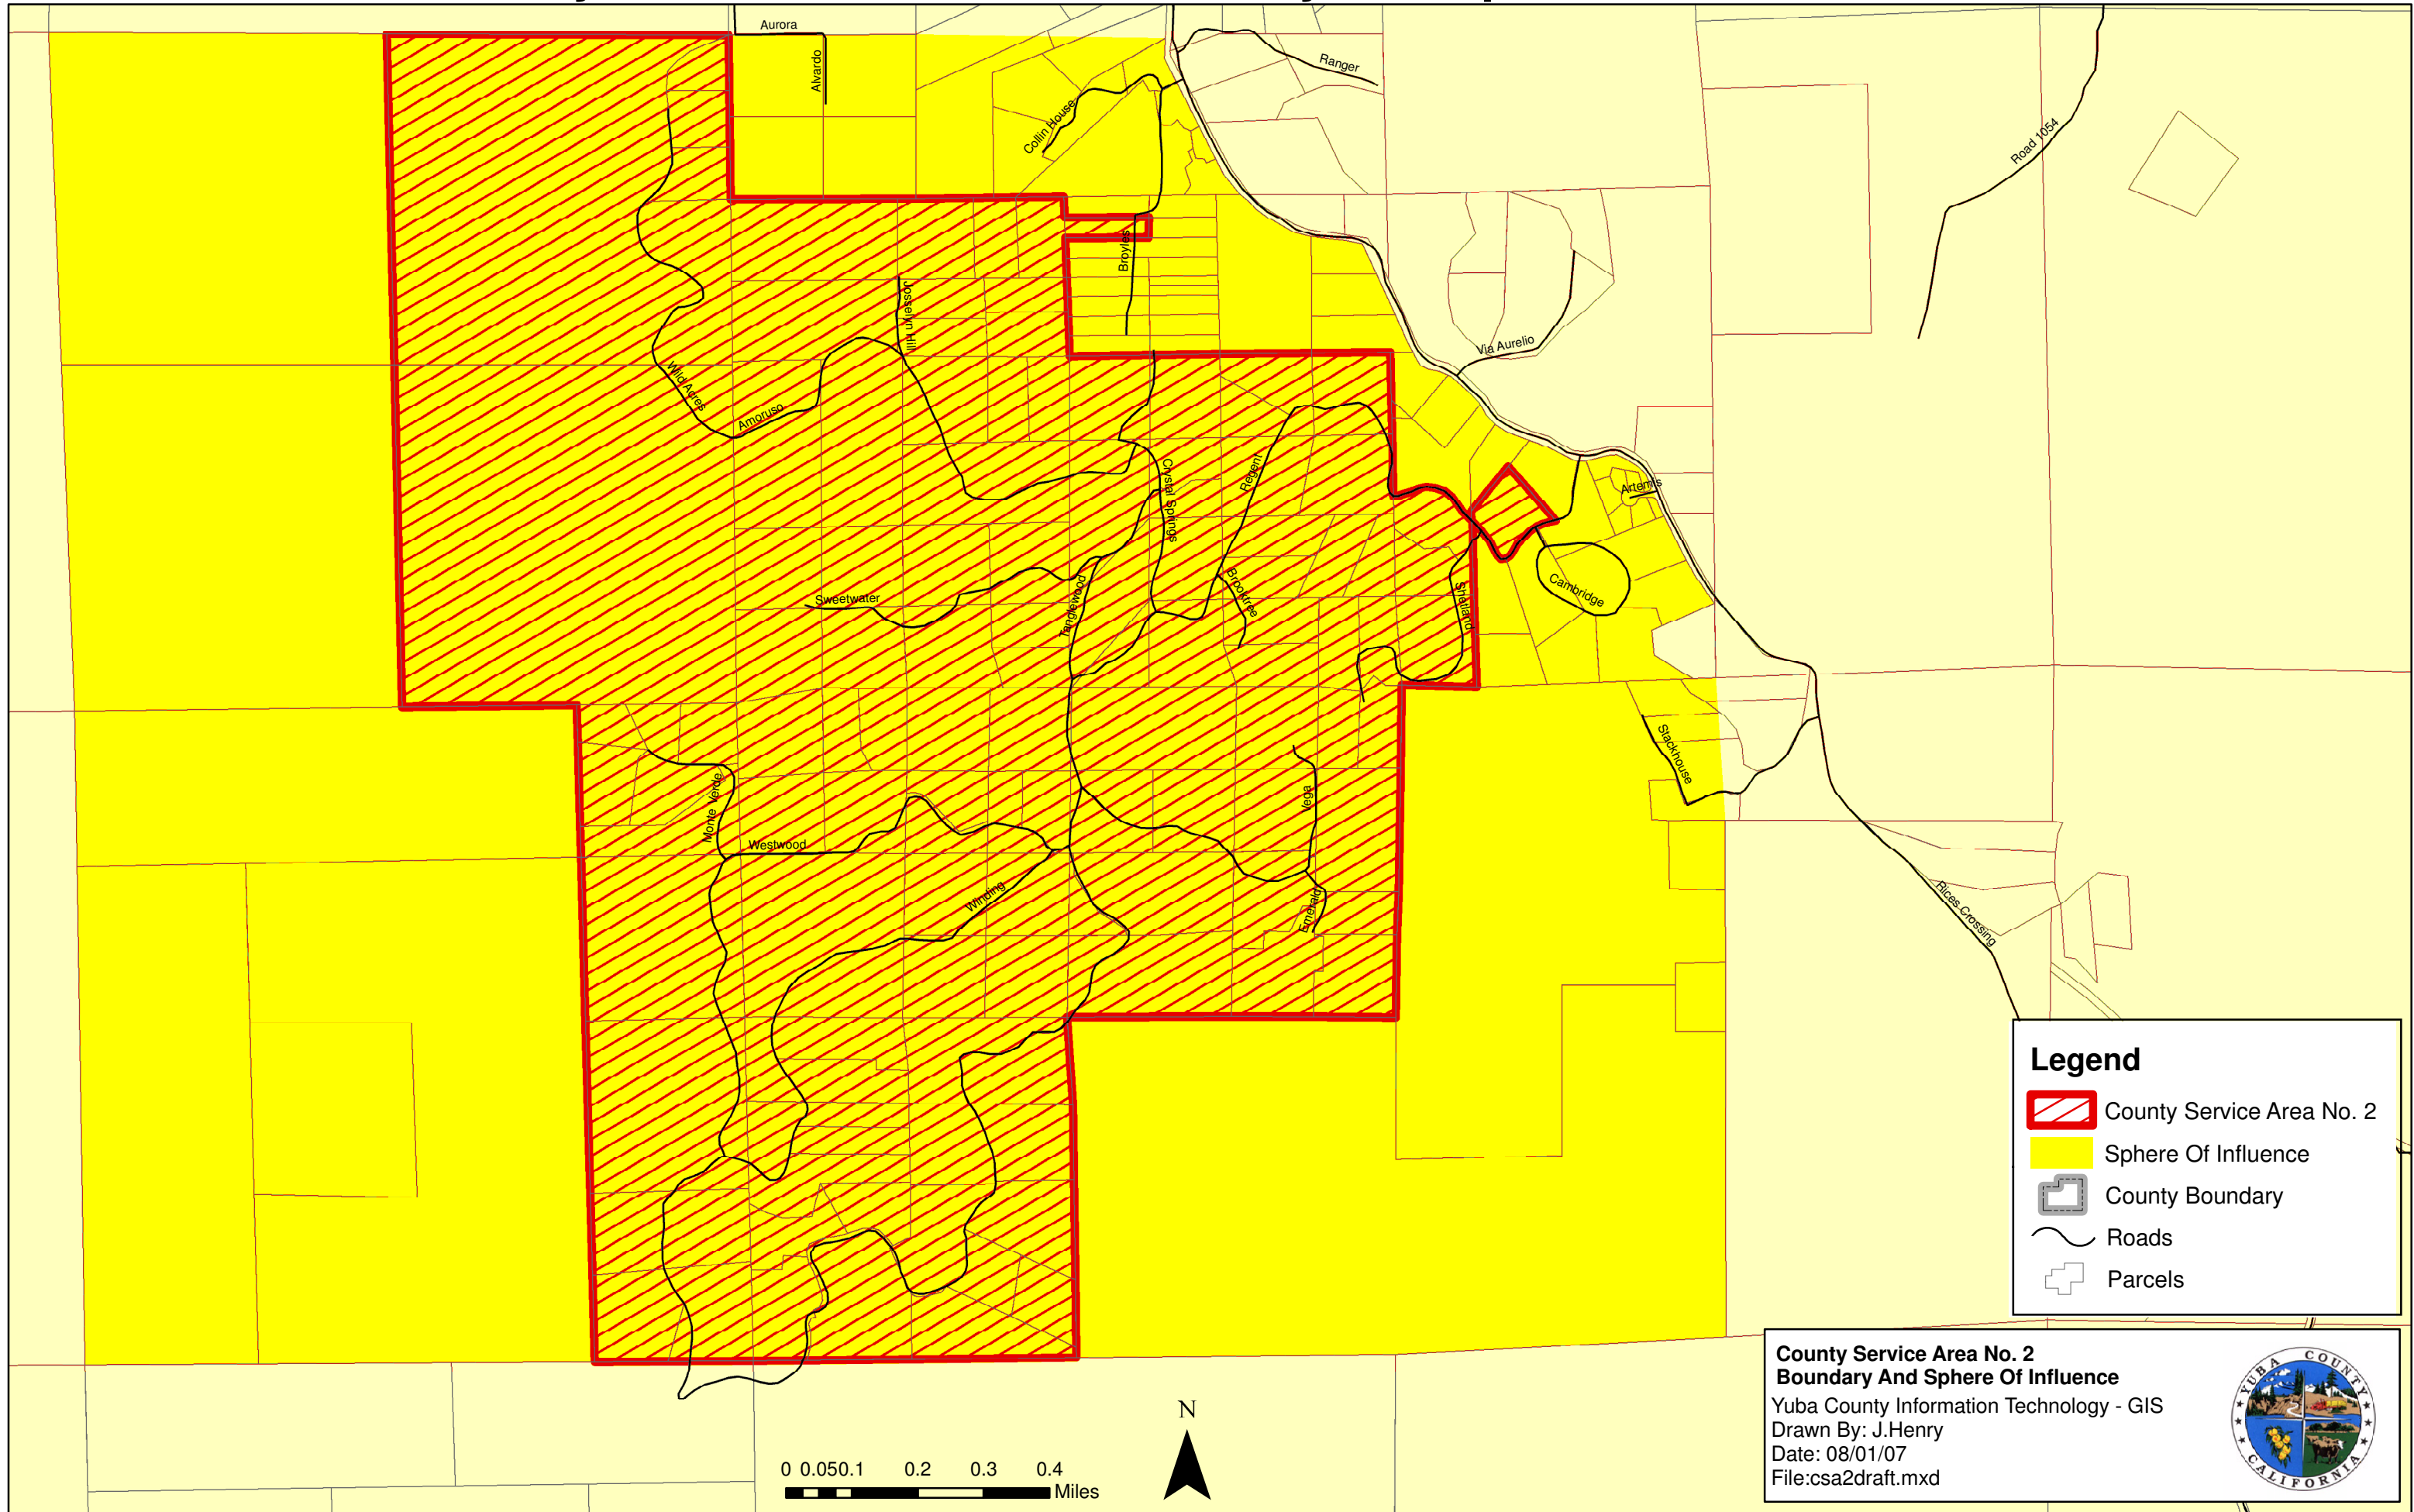 Aurora
Alvardo
Ranger
Collin House
Road 1054
Broyles
Josselyn Hill
Via Aurelio
Wild Acres
Amoruso
Crystal Springs
Regent
Artemis
Sweetwater
Tanglewood
Brooktree
Shetland
Cambridge
Stackhouse
Monte Verde
Vega
Westwood
Winding
Emerald
Rices Crossing
Legend
County Service Area No. 2
Sphere Of Influence
County Boundary
Roads
Parcels
County Service Area No. 2
Boundary And Sphere Of Influence
Yuba County Information Technology - GIS
Drawn By: J.Henry
Date: 08/01/07
File:csa2draft.mxd
YUBA COUNTY
CALIFORNIA
N
0 0.050.1 0.2 0.3 0.4
Miles